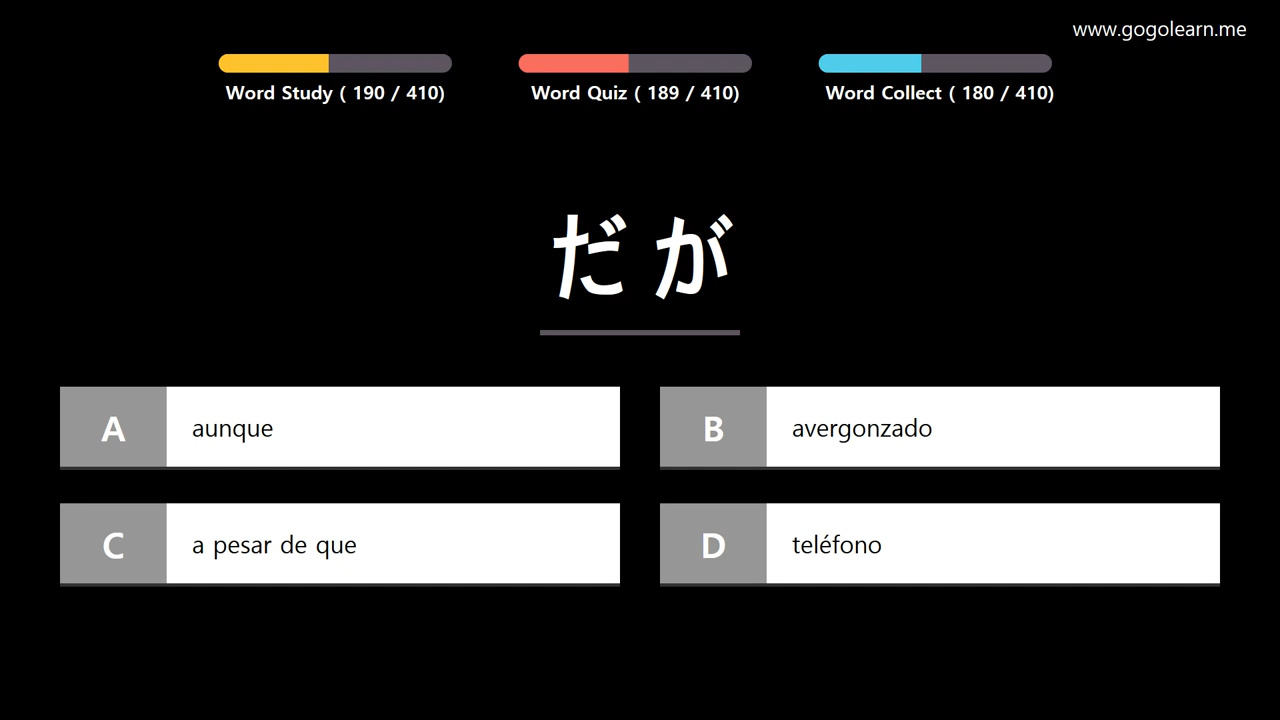 www.gogolearn.me
Word Study ( 190 / 410)
Word Quiz ( 189 / 410)
Word Collect ( 180 / 410)
だが
A aunque
B avergonzado
C a pesar de que
D teléfono